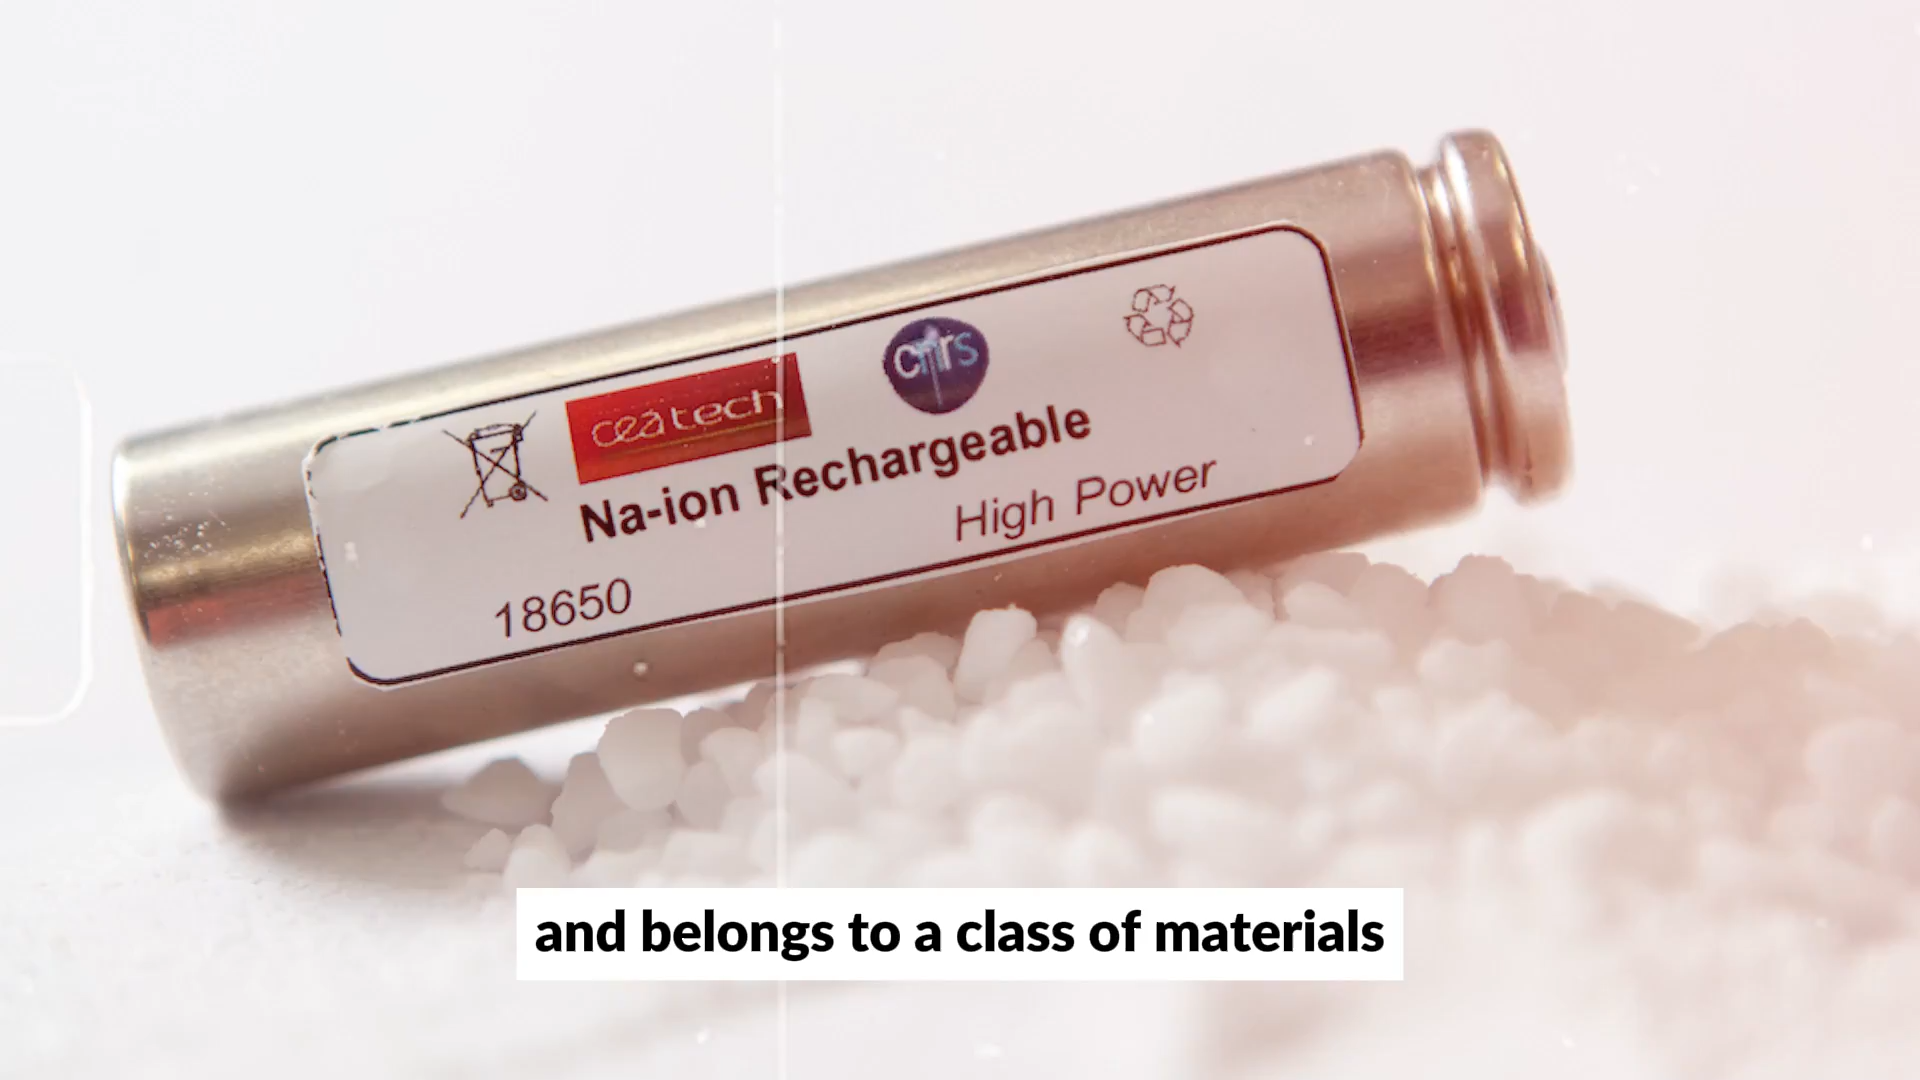 ceatech
cnrs
Na-ion Rechargeable
High Power
18650
and belongs to a class of materials